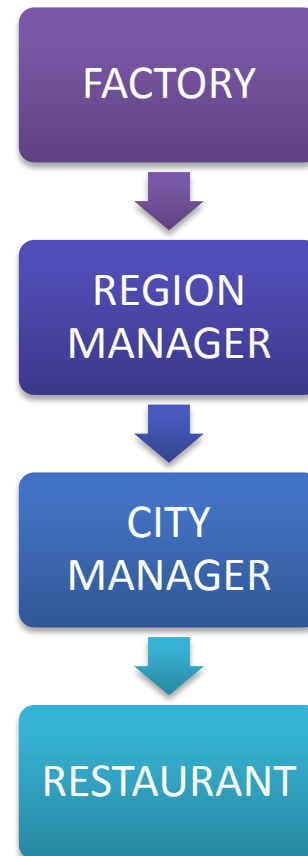 FACTORY
REGION
MANAGER
CITY
MANAGER
RESTAURANT